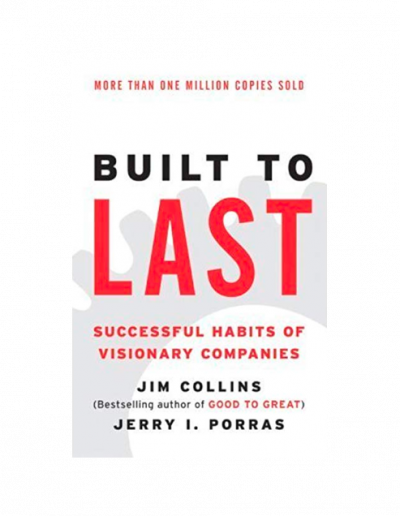 MORE THAN ONE MILLION COPIES SOLD
BUILT TO
LAST
SUCCESSFUL HABITS OF
VISIONARY COMPANIES
JIM COLLINS
(Bestselling author of GOOD TO GREAT)
JERRY I. PORRAS